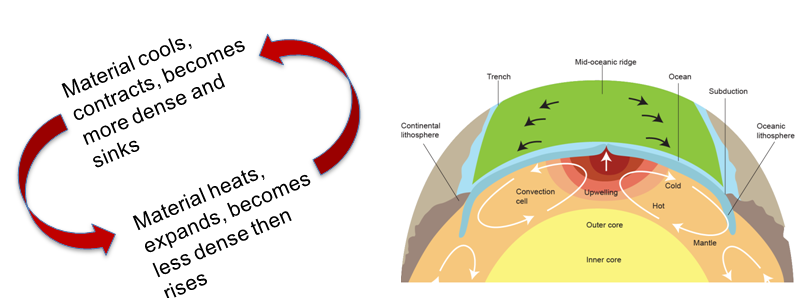 Material cools,
contracts, becomes
more dense and
sinks
Material heats,
expands, becomes
less dense then
rises
Mid-oceanic ridge
Trench
Ocean
Subduction
Continental
lithosphere
Oceanic
lithosphere
Convection
cell
Upwelling
Cold
Hot
Outer core
Mantle
Inner core